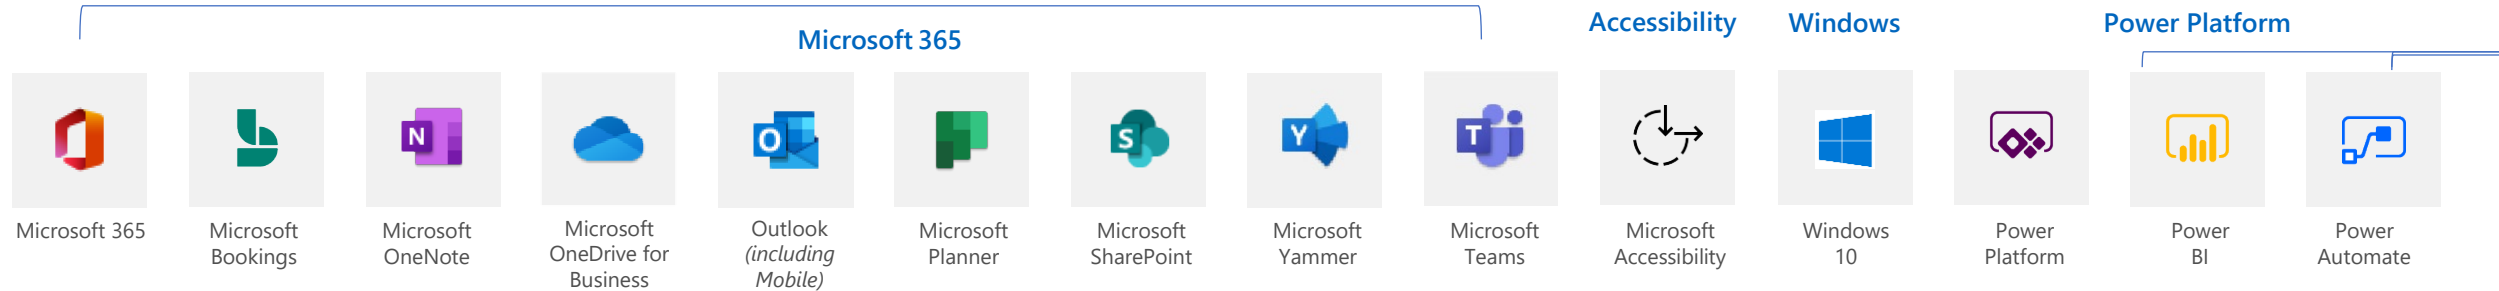 Microsoft 365
Accessibility
Windows
Power Platform
Microsoft 365
Microsoft
Bookings
Microsoft
OneNote
Microsoft
OneDrive for
Business
Outlook
(including
Mobile)
Microsoft
Planner
Microsoft
SharePoint
Microsoft
Yammer
Microsoft
Teams
Microsoft
Accessibility
Windows
10
Power
Platform
Power
BI
Power
Automate
N
O
S
Y
T